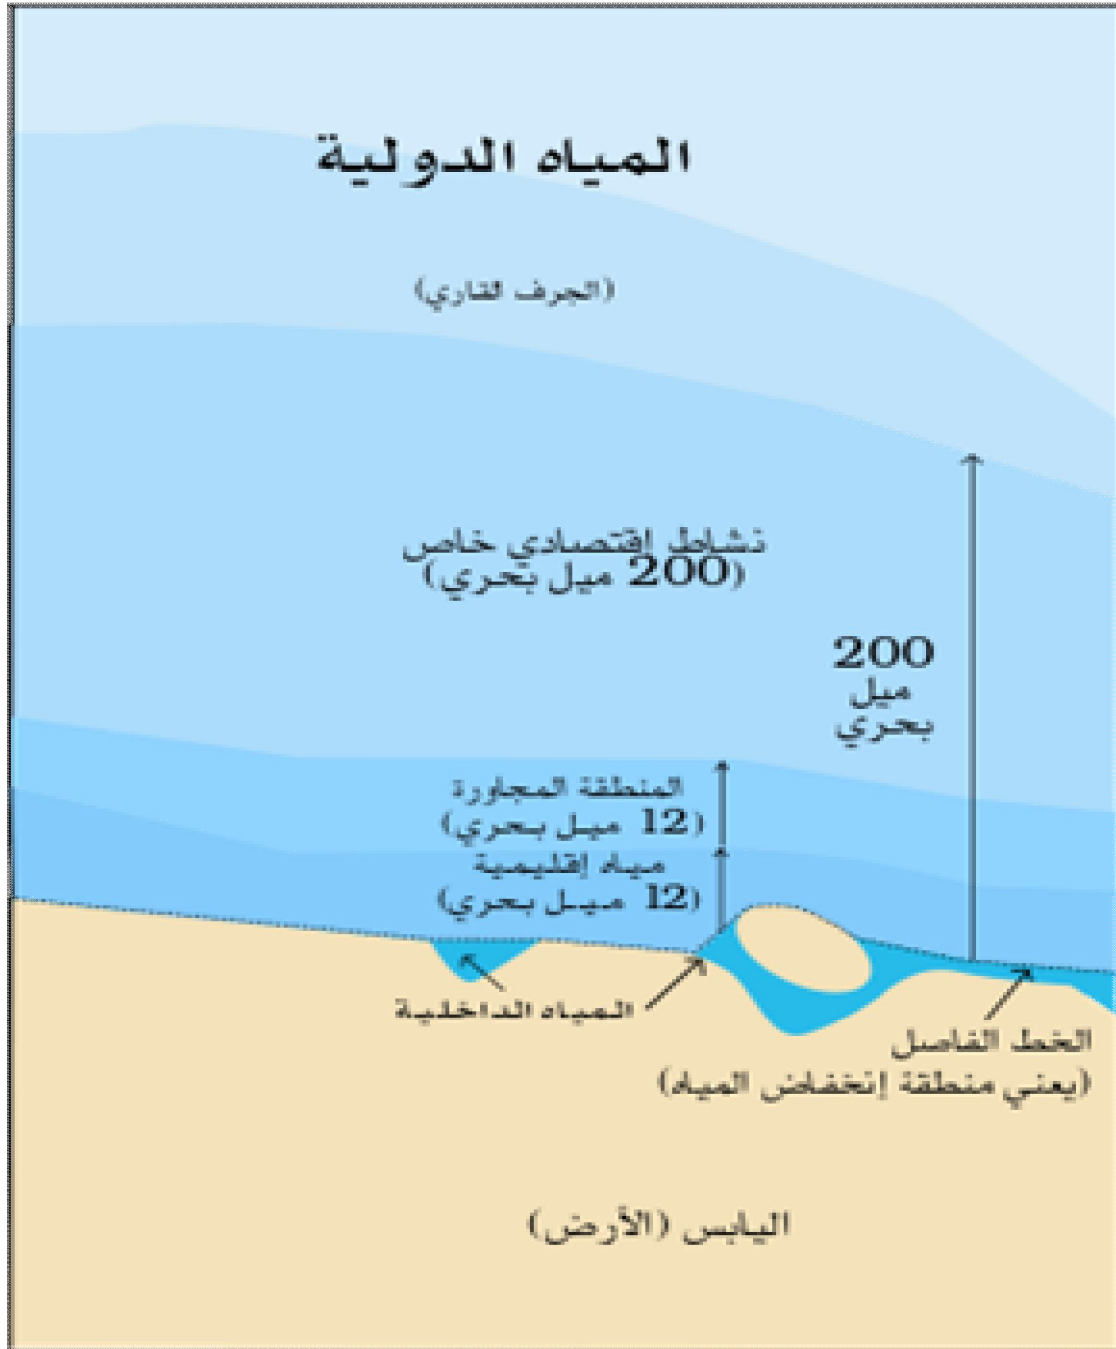 المياه الدولية
(الجرف القاري)
نشاط إقتصادي خاص
(200 ميل بحري)
200
ميل
بحري
المنطقة المجاورة
(12 ميل بحري)
مياه إقليمية
(12 ميل بحري)
المياه الداخلية
الخط الفاصل
(يعني منطقة إنخفاض المياه)
اليابس (الأرض)